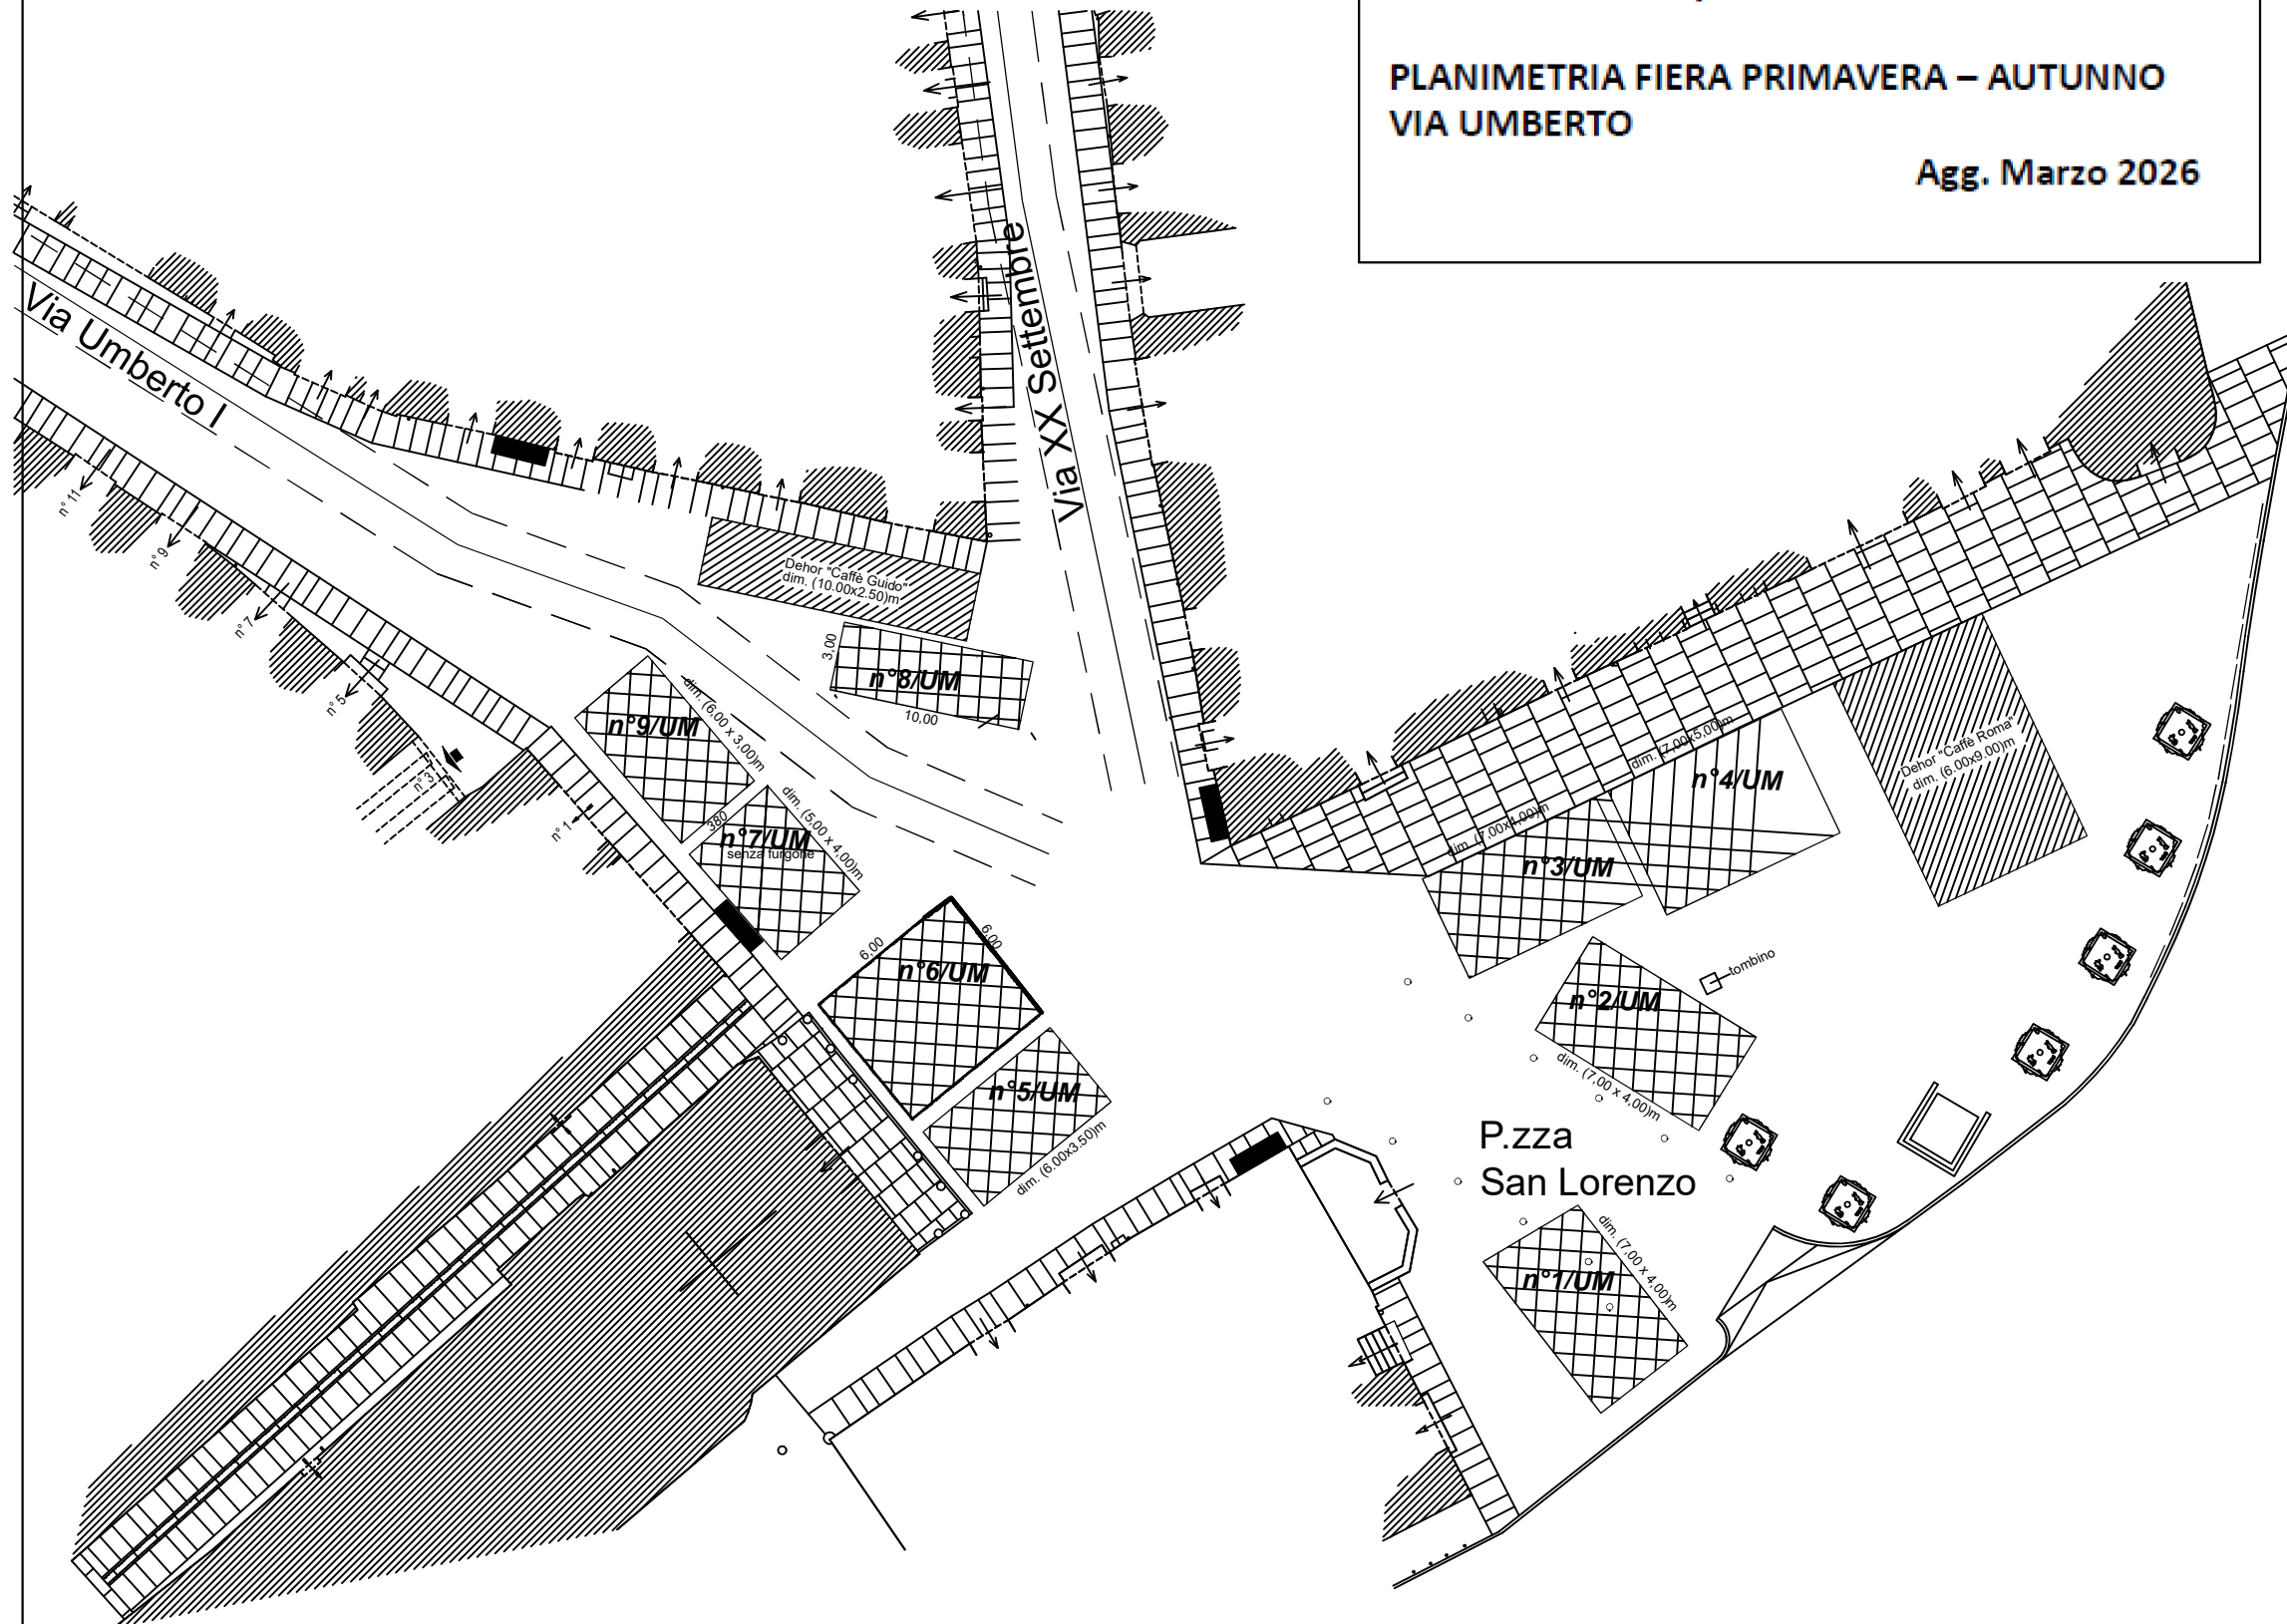 PLANIMETRIA FIERA PRIMAVERA – AUTUNNO
VIA UMBERTO
Agg. Marzo 2026
Via Umberto I
Via XX Settembre
n° 11
n° 9
n° 7
n° 5
n° 3
n° 1
Dehor "Caffè Guido"
dim. (10.00x2.50)m
3,00
n°8/UM
10,00
n°9/UM
dim. (6,00 x 3,00)m
380
n°7/UM
senza furgone
dim. (5,00 x 4,00)m
6,00
6,00
n°6/UM
n°5/UM
dim. (6.00x3.50)m
dim. (7,00x5,00)m
n°4/UM
Dehor "Caffè Roma"
dim. (6.00x9.00)m
dim. (7,00x4,00)m
n°3/UM
tombino
n°2/UM
dim. (7,00 x 4,00)m
P.zza
San Lorenzo
n°1/UM
dim. (7,00 x 4,00)m